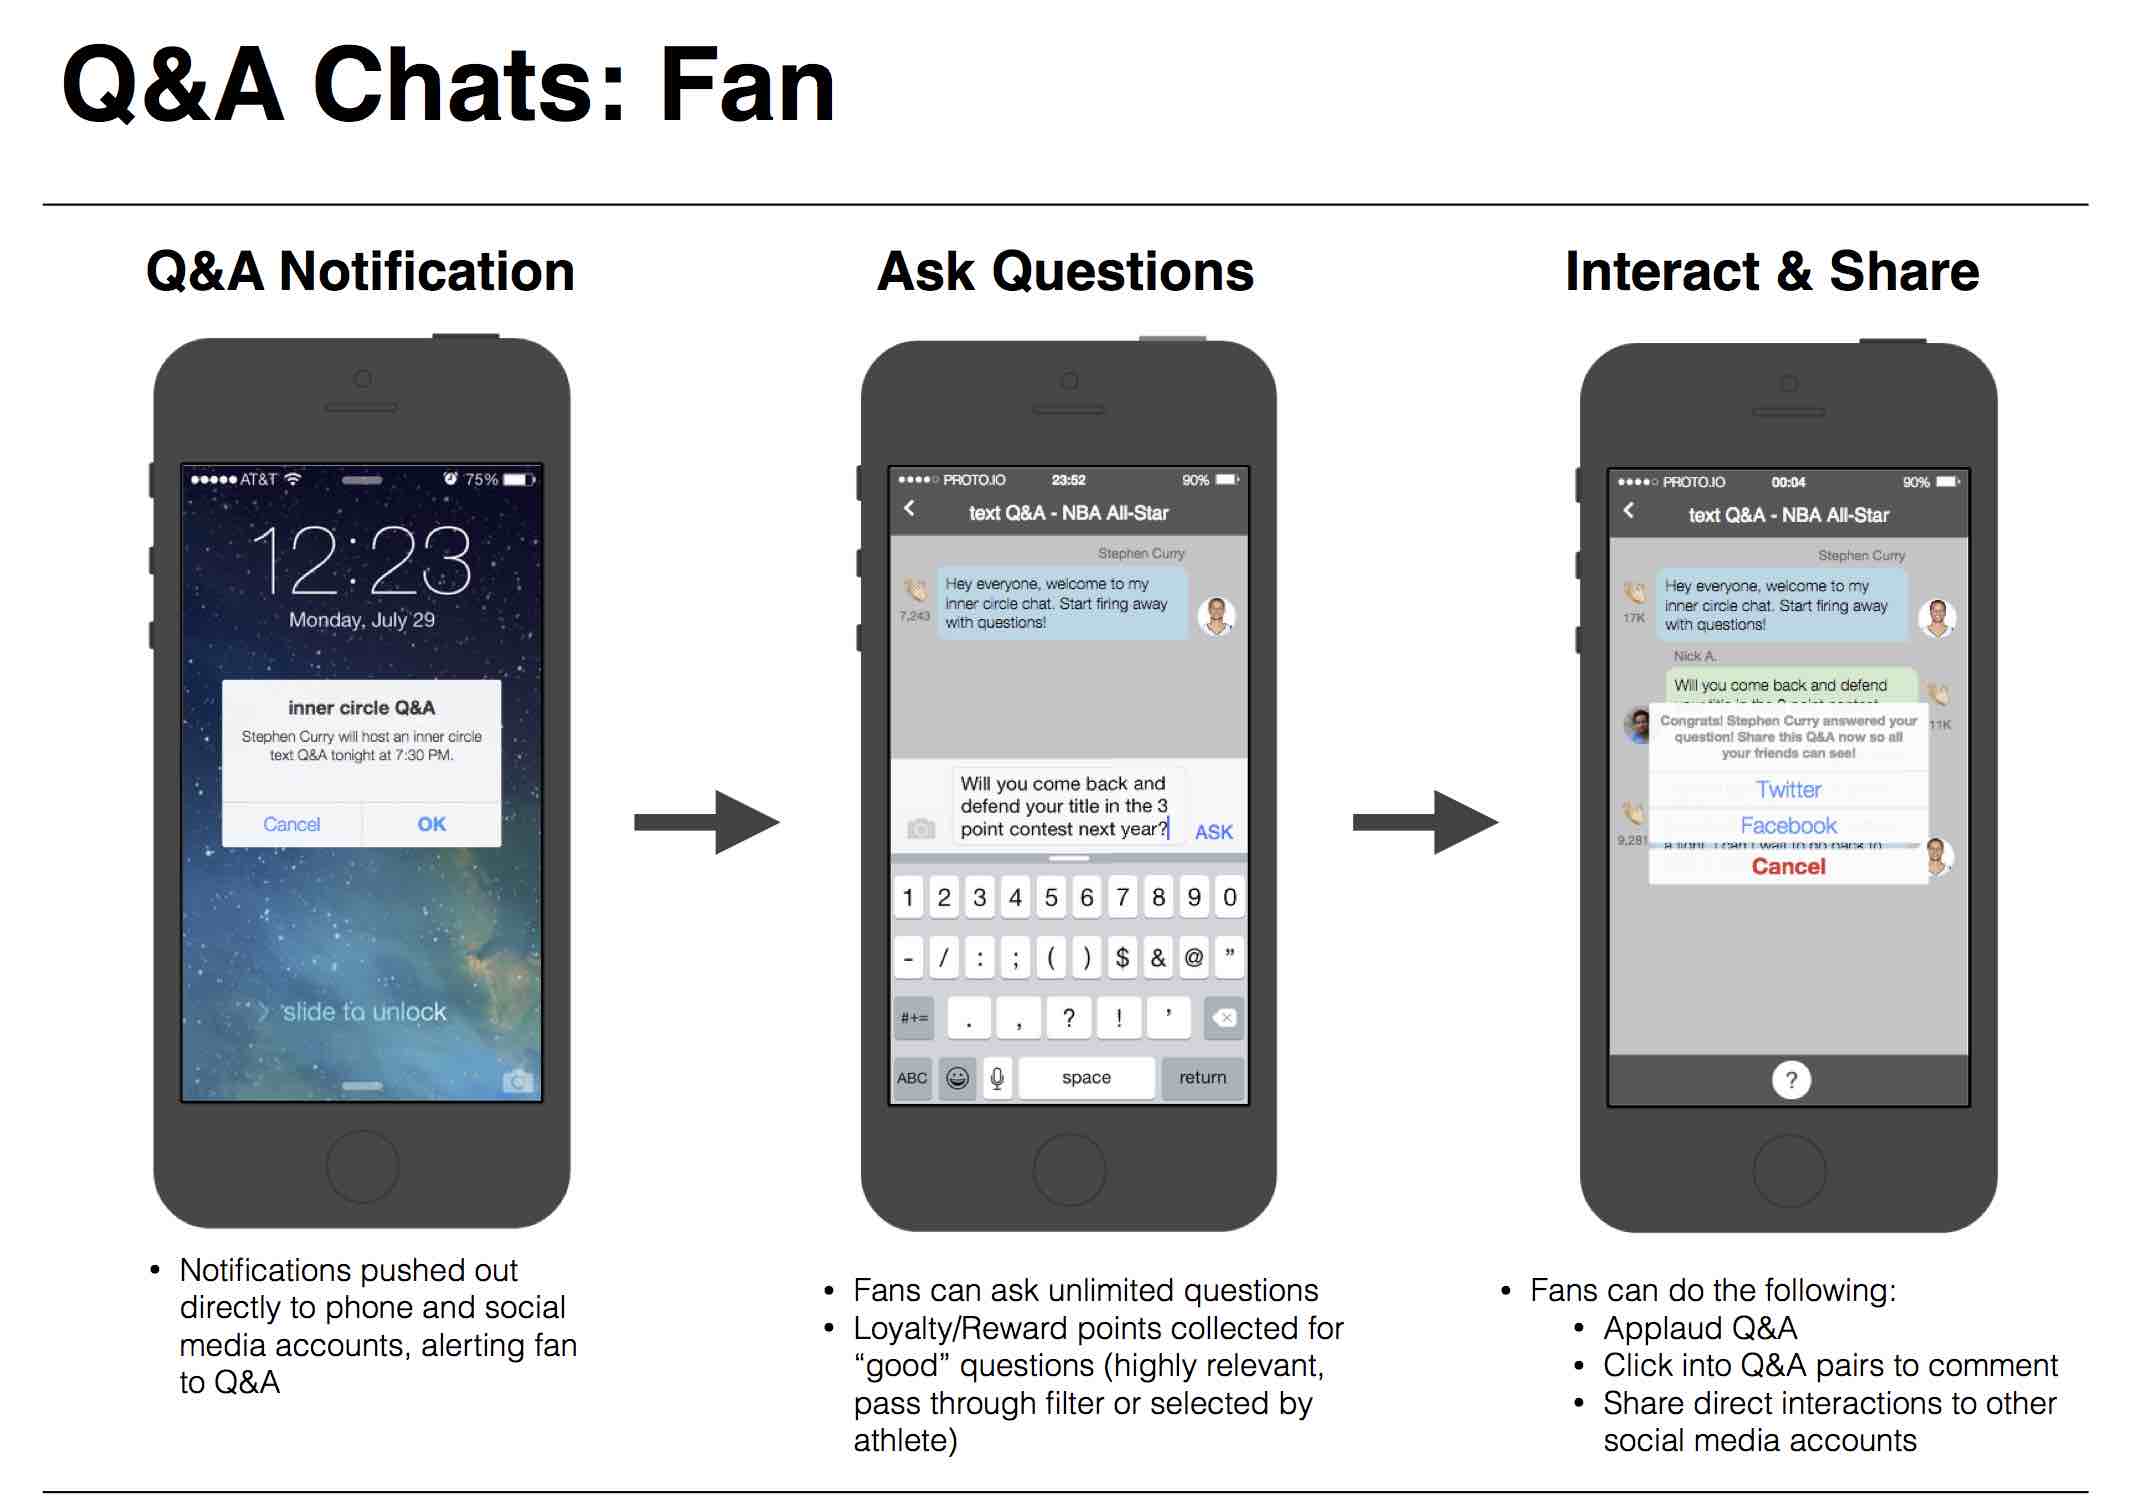 Q&A Chats: Fan
Q&A Notification
AT&T
75%
12:23
Monday, July 29
inner circle Q&A
Stephen Curry will host an inner circle
text Q&A tonight at 7:30 PM.
Cancel
OK
slide to unlock
• Notifications pushed out
directly to phone and social
media accounts, alerting fan
to Q&A
Ask Questions
PROTO.IO 23:52 90%
text Q&A - NBA All-Star
Stephen Curry
Hey everyone, welcome to my
inner circle chat. Start firing away
with questions!
7,243
Will you come back and
defend your title in the 3
point contest next year?
ASK
1 2 3 4 5 6 7 8 9 0
- / : ; ( ) $ & @ ”
#+= . , ? ! ’
ABC space return
• Fans can ask unlimited questions
• Loyalty/Reward points collected for
“good” questions (highly relevant,
pass through filter or selected by
athlete)
Interact & Share
PROTO.IO 00:04 90%
text Q&A - NBA All-Star
Stephen Curry
Hey everyone, welcome to my
inner circle chat. Start firing away
with questions!
17K
Nick A.
Will you come back and defend
11K
Congrats! Stephen Curry answered your
question! Share this Q&A now so all
your friends can see!
Twitter
Facebook
9,281
Cancel
?
• Fans can do the following:
• Applaud Q&A
• Click into Q&A pairs to comment
• Share direct interactions to other
social media accounts